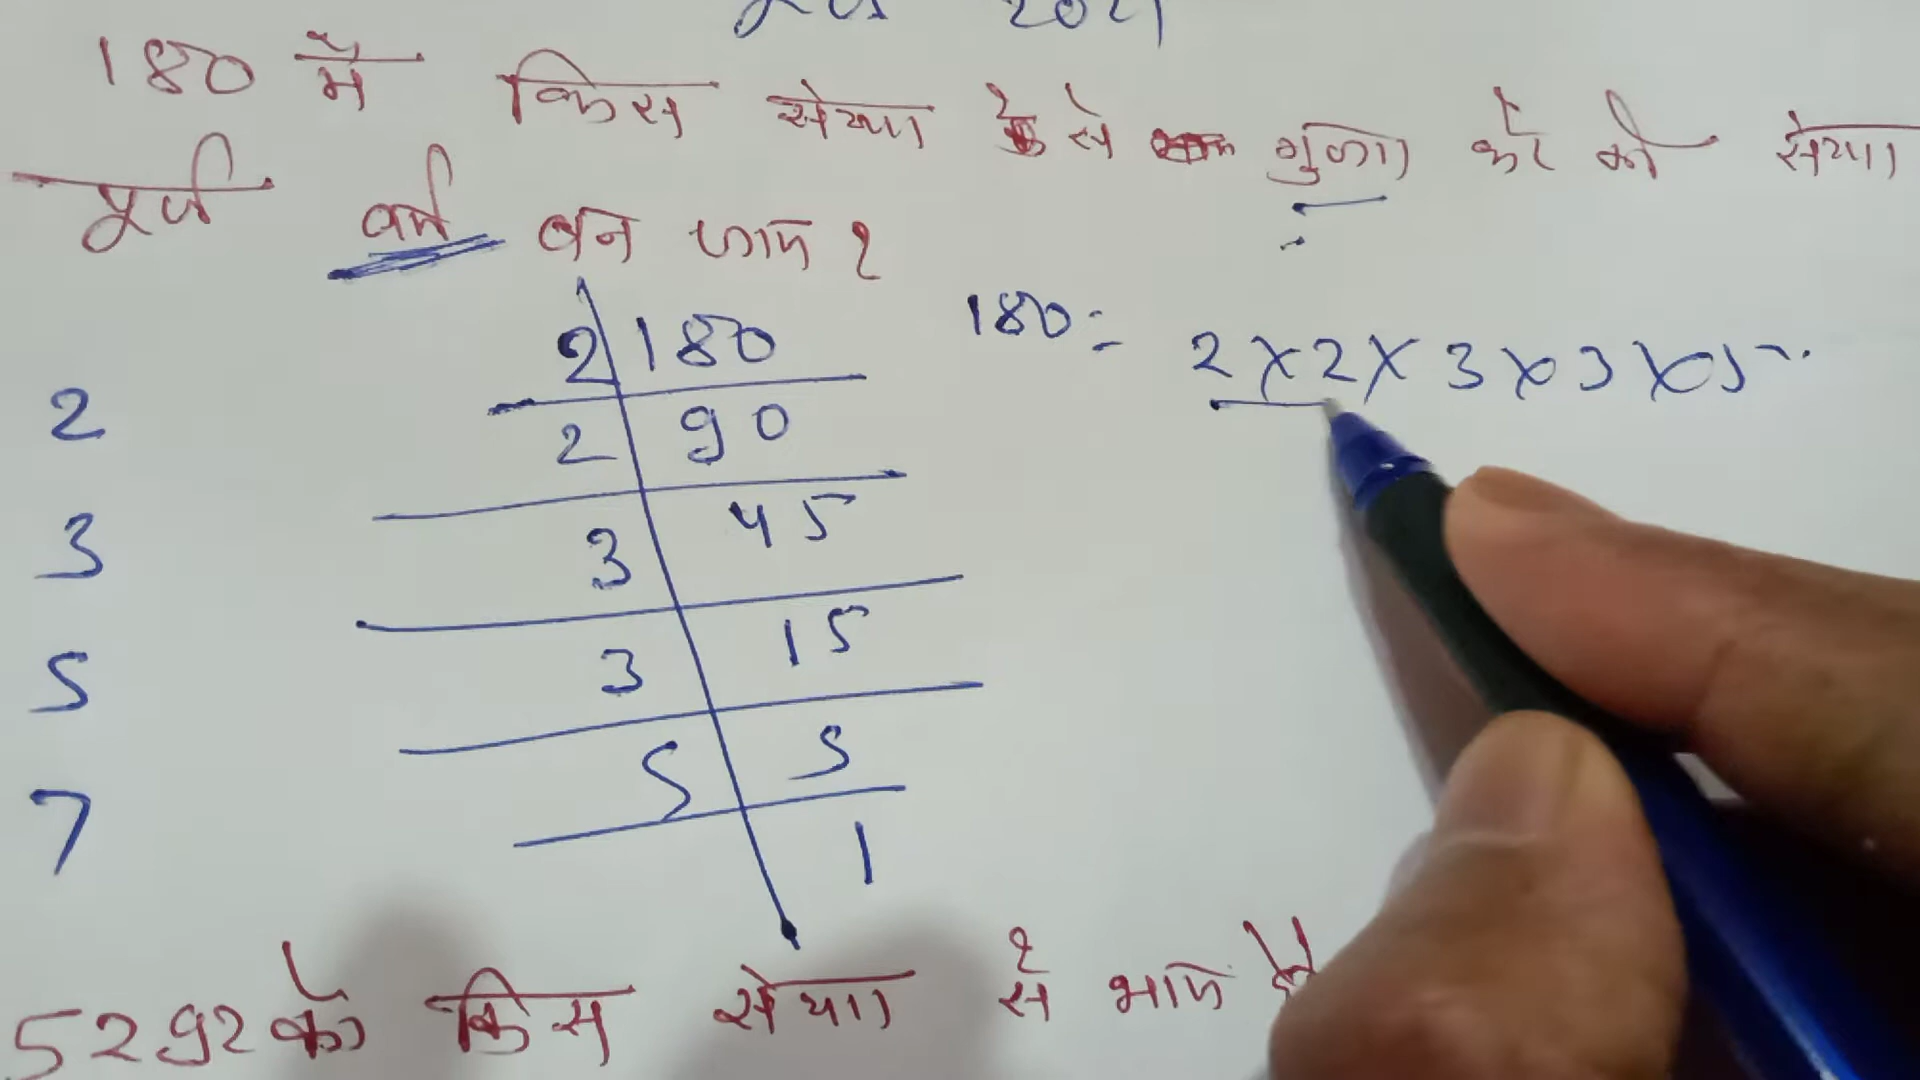 2021
180 में किस संख्या से गुणा करे की संख्या
पूर्ण वर्ग बन जाए ?
2 180
2 90
3 45
3 15
5 5
1
180 = 2 × 2 × 3 × 3 × 5
2
3
5
7
5292 को किस संख्या से भाग